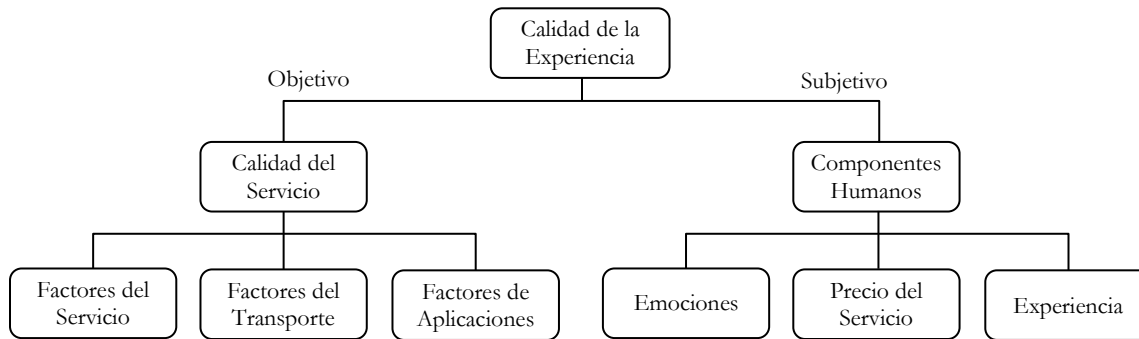 Calidad de la
Experiencia
Objetivo
Subjetivo
Calidad del
Servicio
Componentes
Humanos
Factores del
Servicio
Factores del
Transporte
Factores de
Aplicaciones
Emociones
Precio del
Servicio
Experiencia